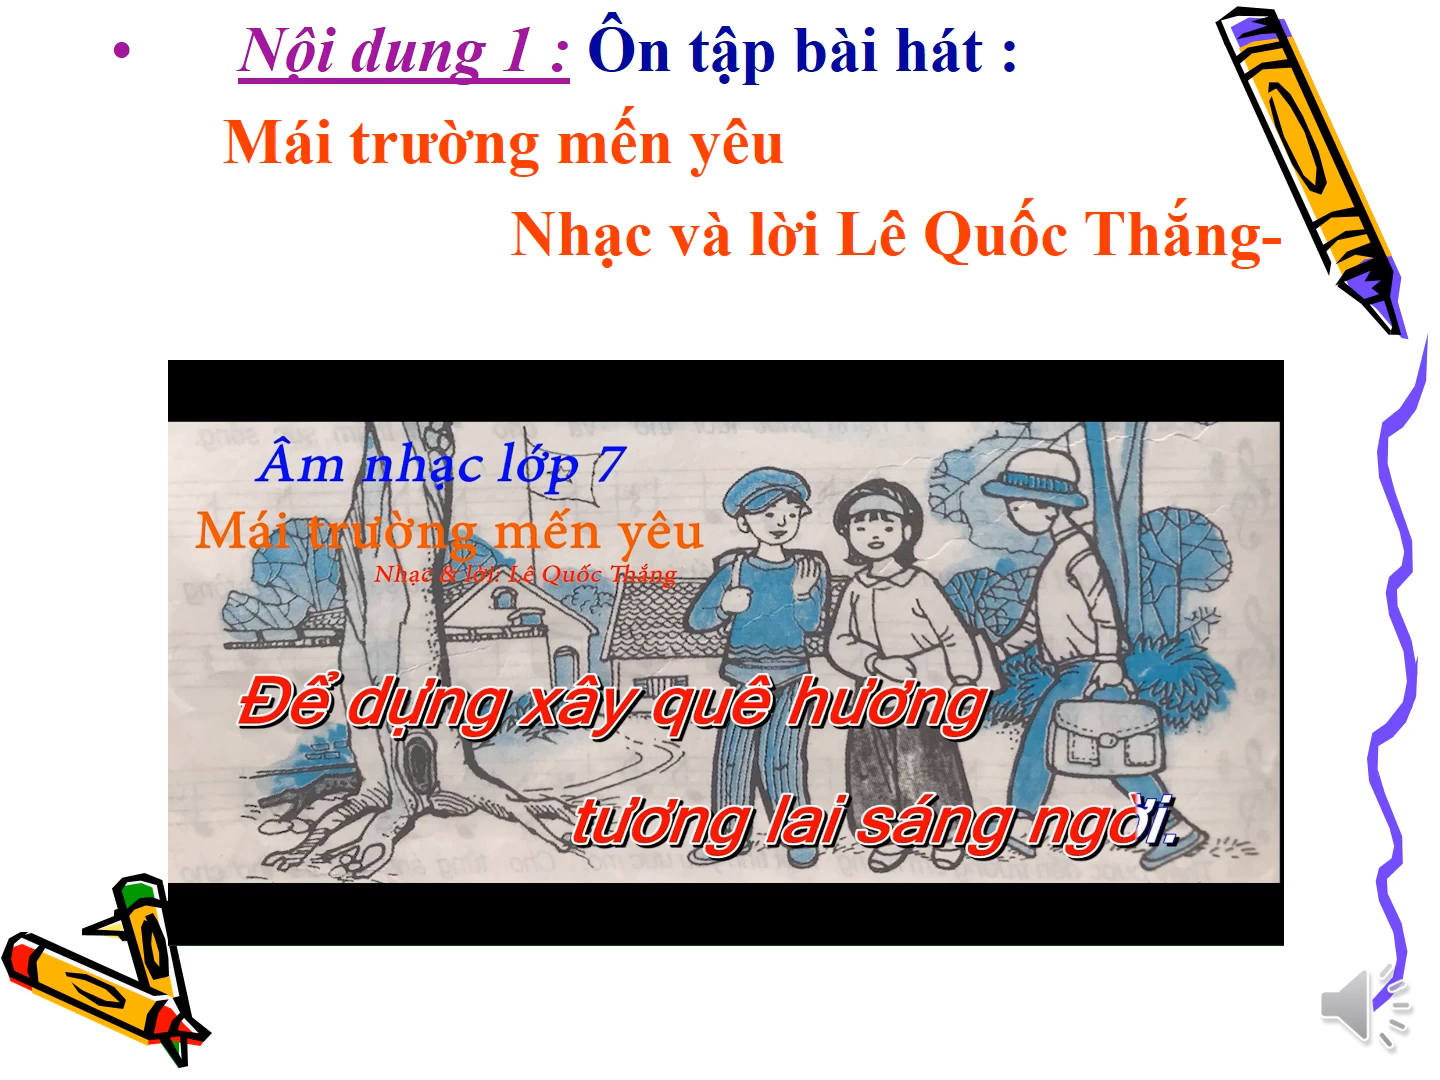 • Nội dung 1 : Ôn tập bài hát :
Mái trường mến yêu
Nhạc và lời Lê Quốc Thắng-
Âm nhạc lớp 7
Mái trường mến yêu
Nhạc & lời: Lê Quốc Thắng
Để dựng xây quê hương
tương lai sáng ngời.